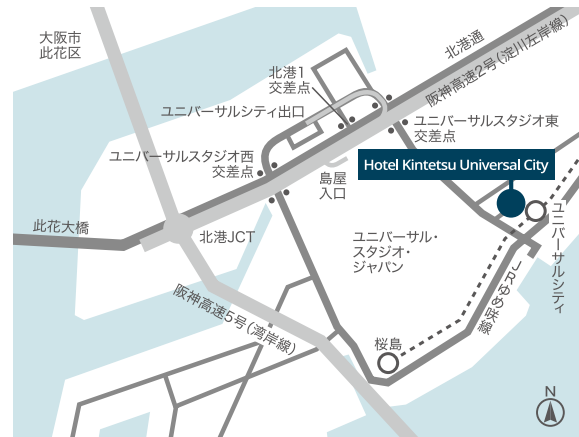 大阪市
此花区
北港通
阪神高速2号(淀川左岸線)
北港1
交差点
ユニバーサルシティ出口
ユニバーサルスタジオ東
交差点
ユニバーサルスタジオ西
交差点
Hotel Kintetsu Universal City
島屋
入口
此花大橋
北港JCT
ユニバーサル・
スタジオ・
ジャパン
ユニバーサルシティ
JRゆめ咲線
阪神高速5号(湾岸線)
桜島
N